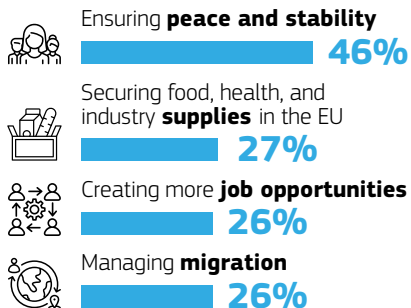 Ensuring peace and stability
46%
Securing food, health, and
industry supplies in the EU
27%
Creating more job opportunities
26%
Managing migration
26%